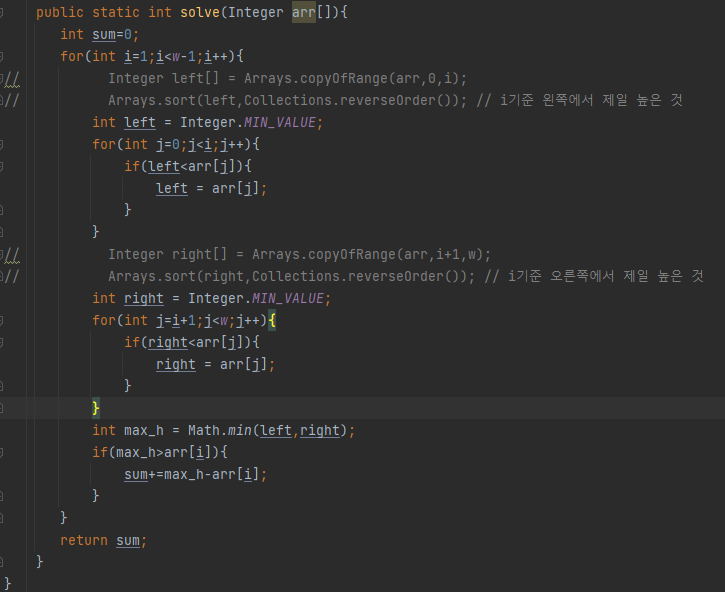 public static int solve(Integer arr[]){
int sum=0;
for(int i=1;i<w-1;i++){
//            Integer left[] = Arrays.copyOfRange(arr,0,i);
//            Arrays.sort(left,Collections.reverseOrder()); // i기준 왼쪽에서 제일 높은 것
int left = Integer.MIN_VALUE;
for(int j=0;j<i;j++){
if(left<arr[j]){
left = arr[j];
}
}
//            Integer right[] = Arrays.copyOfRange(arr,i+1,w);
//            Arrays.sort(right,Collections.reverseOrder()); // i기준 오른쪽에서 제일 높은 것
int right = Integer.MIN_VALUE;
for(int j=i+1;j<w;j++){
if(right<arr[j]){
right = arr[j];
}
}
int max_h = Math.min(left,right);
if(max_h>arr[i]){
sum+=max_h-arr[i];
}
}
return sum;
}
}